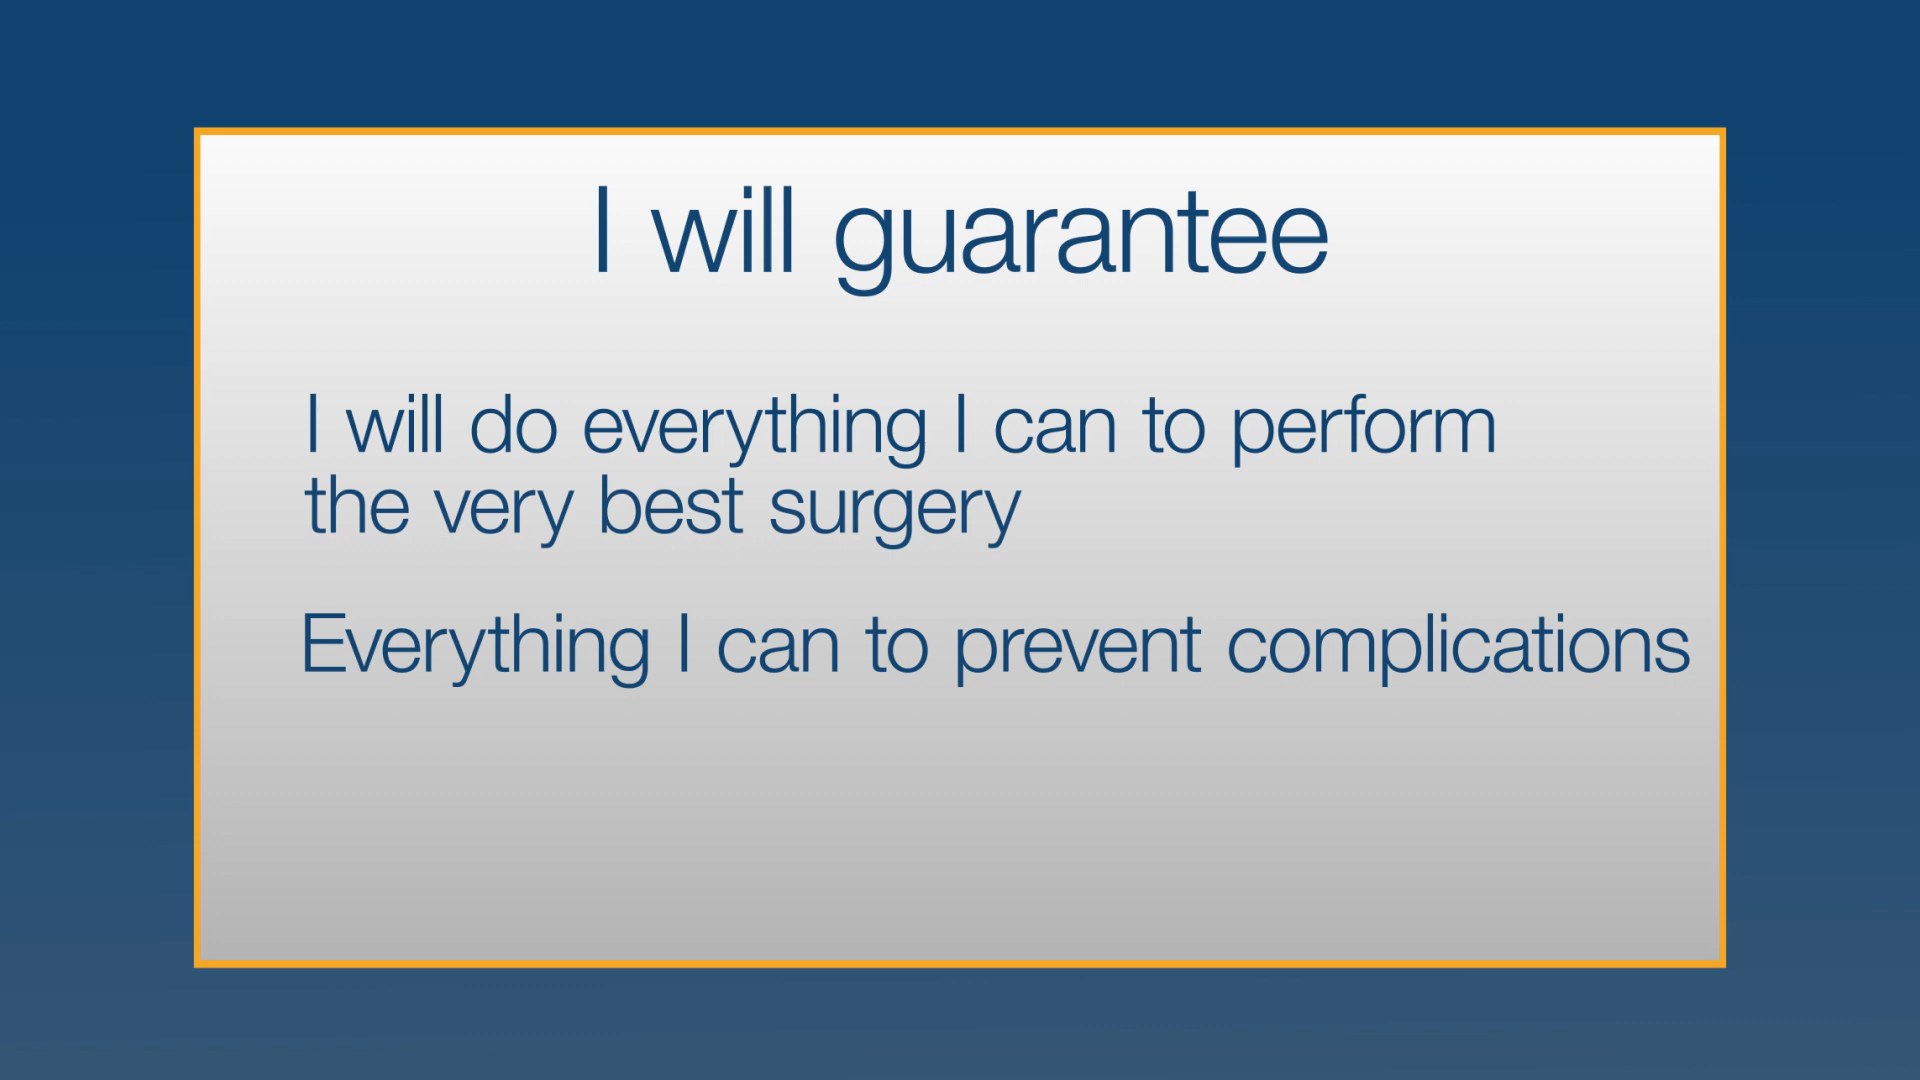 I will guarantee
I will do everything I can to perform
the very best surgery
Everything I can to prevent complications